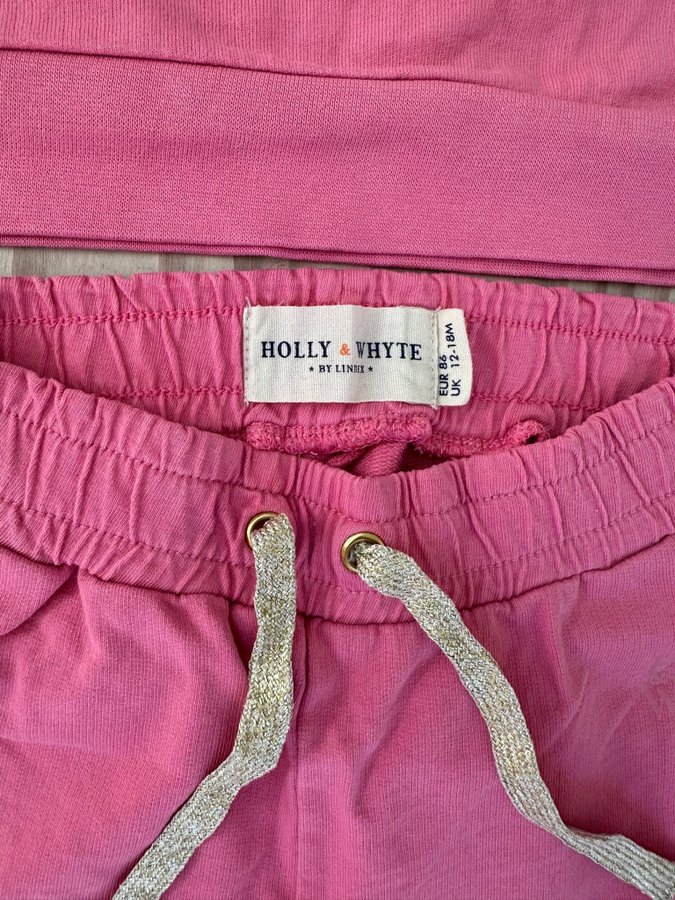 HOLLY & WHYTE
★ BY LINDEX ★
EUR 86
UK 12-18M